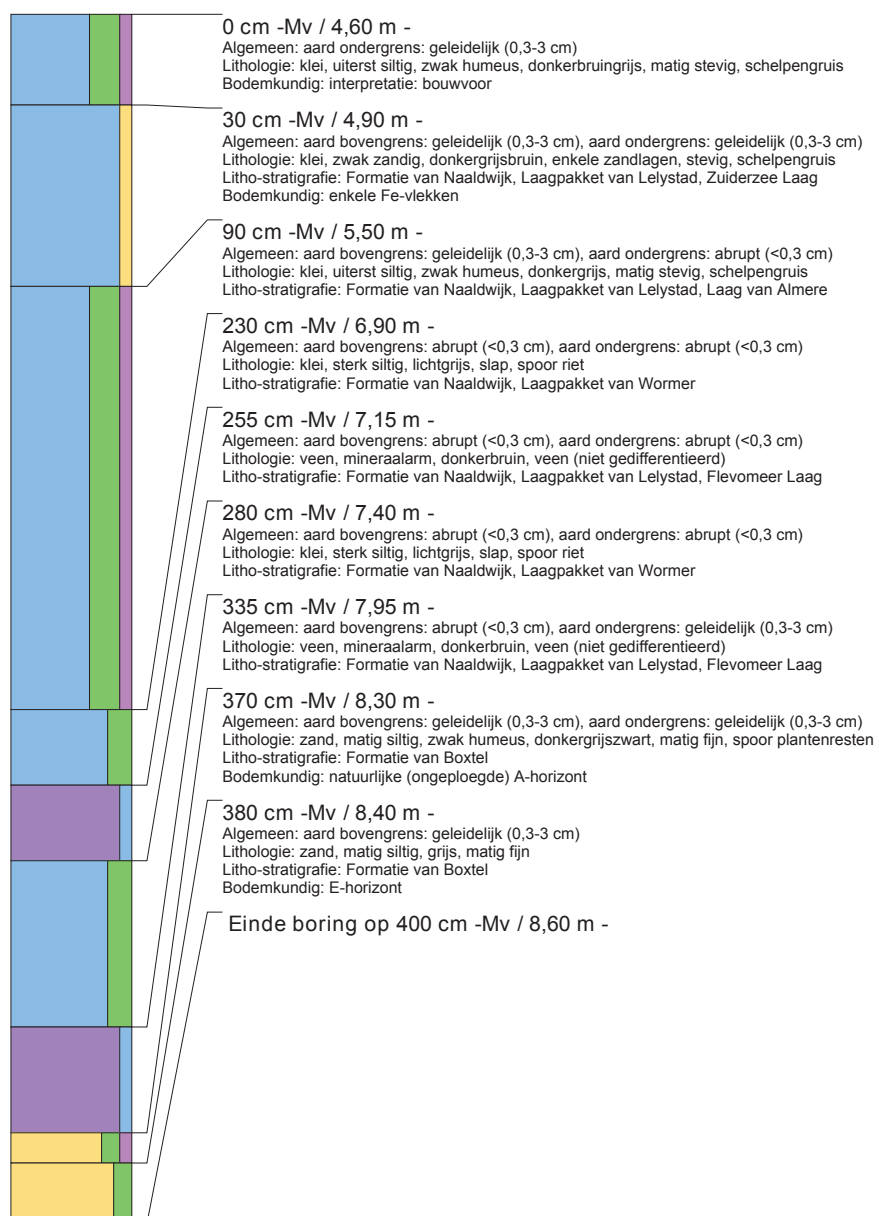 0 cm -Mv / 4,60 m -
Algemeen: aard ondergrens: geleidelijk (0,3-3 cm)
Lithologie: klei, uiterst siltig, zwak humeus, donkerbruingrijs, matig stevig, schelpengruis
Bodemkundig: interpretatie: bouwvoor
30 cm -Mv / 4,90 m -
Algemeen: aard bovengrens: geleidelijk (0,3-3 cm), aard ondergrens: geleidelijk (0,3-3 cm)
Lithologie: klei, zwak zandig, donkergrijsbruin, enkele zandlagen, stevig, schelpengruis
Litho-stratigrafie: Formatie van Naaldwijk, Laagpakket van Lelystad, Zuiderzee Laag
Bodemkundig: enkele Fe-vlekken
90 cm -Mv / 5,50 m -
Algemeen: aard bovengrens: geleidelijk (0,3-3 cm), aard ondergrens: abrupt (<0,3 cm)
Lithologie: klei, uiterst siltig, zwak humeus, donkergrijs, matig stevig, schelpengruis
Litho-stratigrafie: Formatie van Naaldwijk, Laagpakket van Lelystad, Laag van Almere
230 cm -Mv / 6,90 m -
Algemeen: aard bovengrens: abrupt (<0,3 cm), aard ondergrens: abrupt (<0,3 cm)
Lithologie: klei, sterk siltig, lichtgrijs, slap, spoor riet
Litho-stratigrafie: Formatie van Naaldwijk, Laagpakket van Wormer
255 cm -Mv / 7,15 m -
Algemeen: aard bovengrens: abrupt (<0,3 cm), aard ondergrens: abrupt (<0,3 cm)
Lithologie: veen, mineraalarm, donkerbruin, veen (niet gedifferentieerd)
Litho-stratigrafie: Formatie van Naaldwijk, Laagpakket van Lelystad, Flevomeer Laag
280 cm -Mv / 7,40 m -
Algemeen: aard bovengrens: abrupt (<0,3 cm), aard ondergrens: abrupt (<0,3 cm)
Lithologie: klei, sterk siltig, lichtgrijs, slap, spoor riet
Litho-stratigrafie: Formatie van Naaldwijk, Laagpakket van Wormer
335 cm -Mv / 7,95 m -
Algemeen: aard bovengrens: abrupt (<0,3 cm), aard ondergrens: geleidelijk (0,3-3 cm)
Lithologie: veen, mineraalarm, donkerbruin, veen (niet gedifferentieerd)
Litho-stratigrafie: Formatie van Naaldwijk, Laagpakket van Lelystad, Flevomeer Laag
370 cm -Mv / 8,30 m -
Algemeen: aard bovengrens: geleidelijk (0,3-3 cm), aard ondergrens: geleidelijk (0,3-3 cm)
Lithologie: zand, matig siltig, zwak humeus, donkergrijszwart, matig fijn, spoor plantenresten
Litho-stratigrafie: Formatie van Boxtel
Bodemkundig: natuurlijke (ongeploegde) A-horizont
380 cm -Mv / 8,40 m -
Algemeen: aard bovengrens: geleidelijk (0,3-3 cm)
Lithologie: zand, matig siltig, grijs, matig fijn
Litho-stratigrafie: Formatie van Boxtel
Bodemkundig: E-horizont
Einde boring op 400 cm -Mv / 8,60 m -